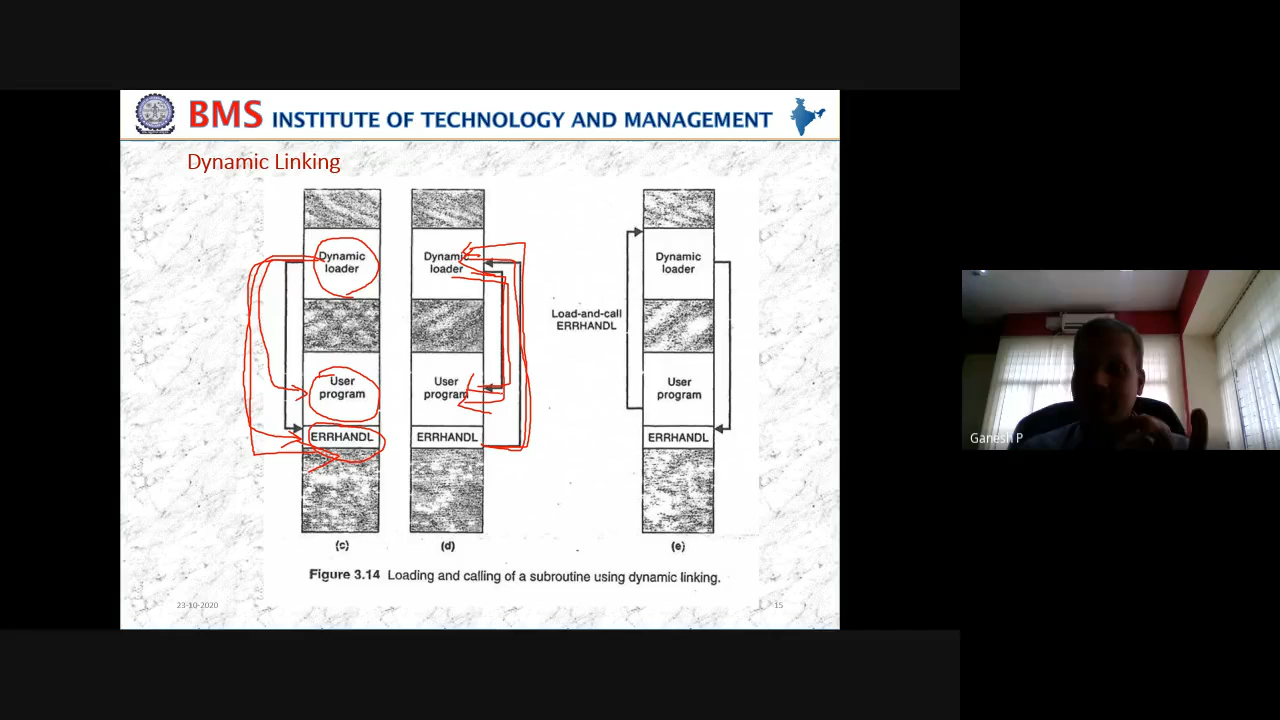 BMS INSTITUTE OF TECHNOLOGY AND MANAGEMENT
Dynamic Linking
Dynamic
loader
User
program
ERRHANDL
(c)
Dynamic
loader
User
program
ERRHANDL
(d)
Load-and-call
ERRHANDL
Dynamic
loader
User
program
ERRHANDL
(e)
Figure 3.14 Loading and calling of a subroutine using dynamic linking.
23-10-2020
15
Ganesh P